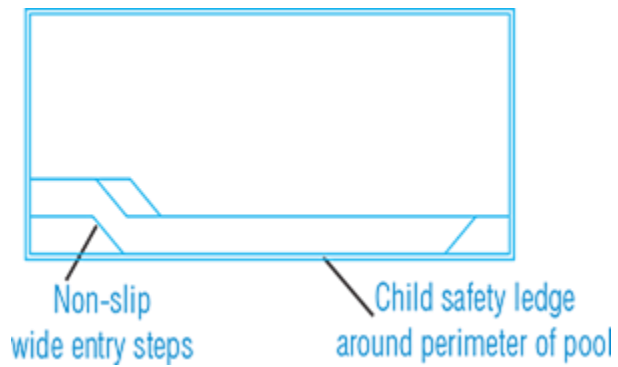 Non-slip
wide entry steps
Child safety ledge
around perimeter of pool